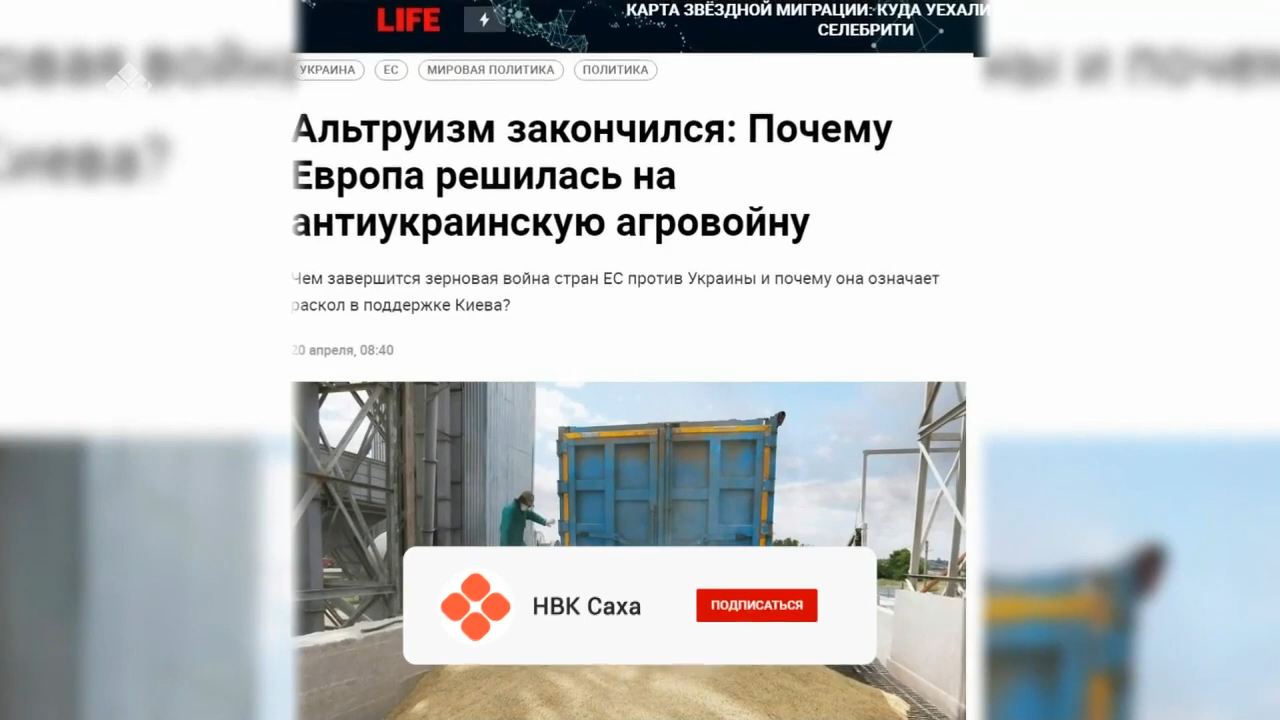 LIFE
КАРТА ЗВЁЗДНОЙ МИГРАЦИИ: КУДА УЕХАЛИ
СЕЛЕБРИТИ
УКРАИНА ЕС МИРОВАЯ ПОЛИТИКА ПОЛИТИКА
Альтруизм закончился: Почему
Европа решилась на
антиукраинскую агровойну
Чем завершится зерновая война стран ЕС против Украины и почему она означает
раскол в поддержке Киева?
20 апреля, 08:40
НВК Саха
ПОДПИСАТЬСЯ